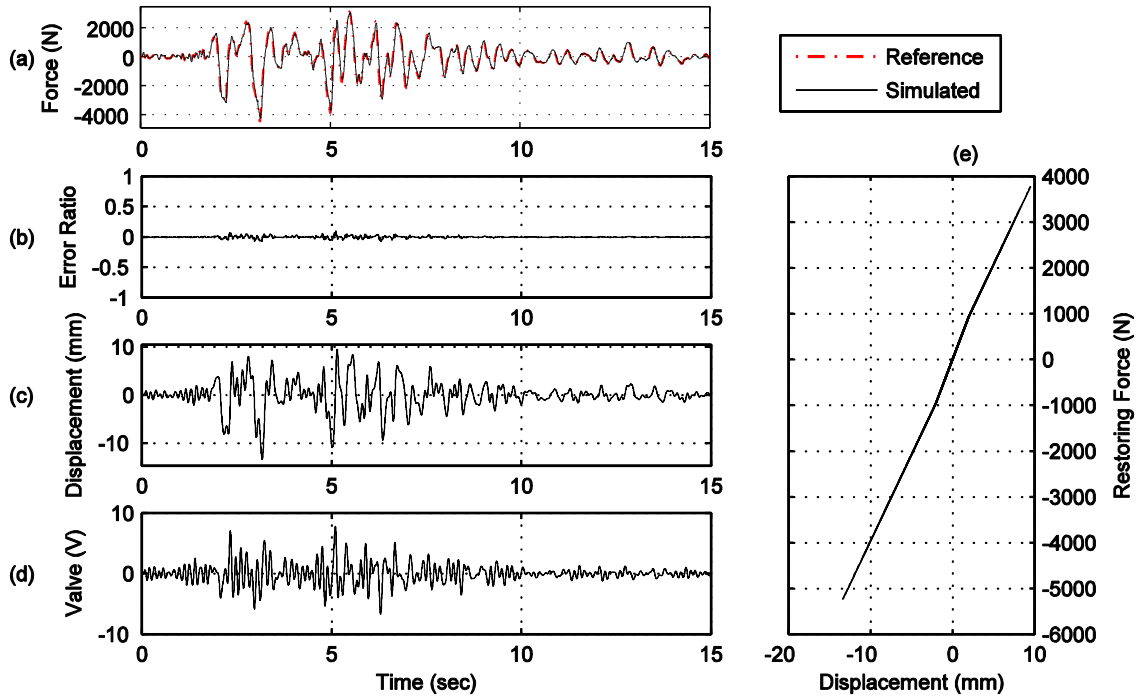 (a)
Force (N)
2000
0
-2000
-4000
0 5 10 15
Reference
Simulated
(b)
Error Ratio
1
0.5
0
-0.5
-1
0 5 10 15
(c)
Displacement (mm)
10
0
-10
0 5 10 15
(d)
Valve (V)
10
0
-10
0 5 10 15
Time (sec)
(e)
4000
3000
2000
1000
0
-1000
-2000
-3000
-4000
-5000
-6000
Restoring Force (N)
-20 -10 0 10
Displacement (mm)